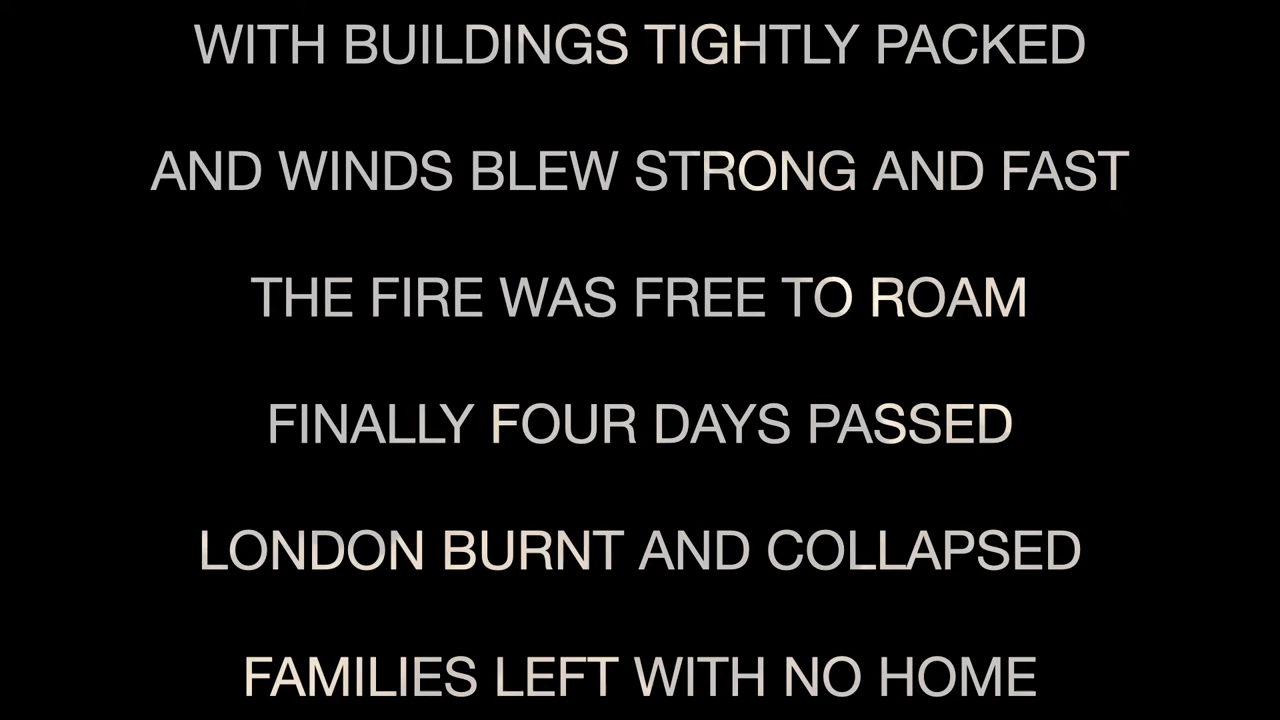 WITH BUILDINGS TIGHTLY PACKED
AND WINDS BLEW STRONG AND FAST
THE FIRE WAS FREE TO ROAM
FINALLY FOUR DAYS PASSED
LONDON BURNT AND COLLAPSED
FAMILIES LEFT WITH NO HOME